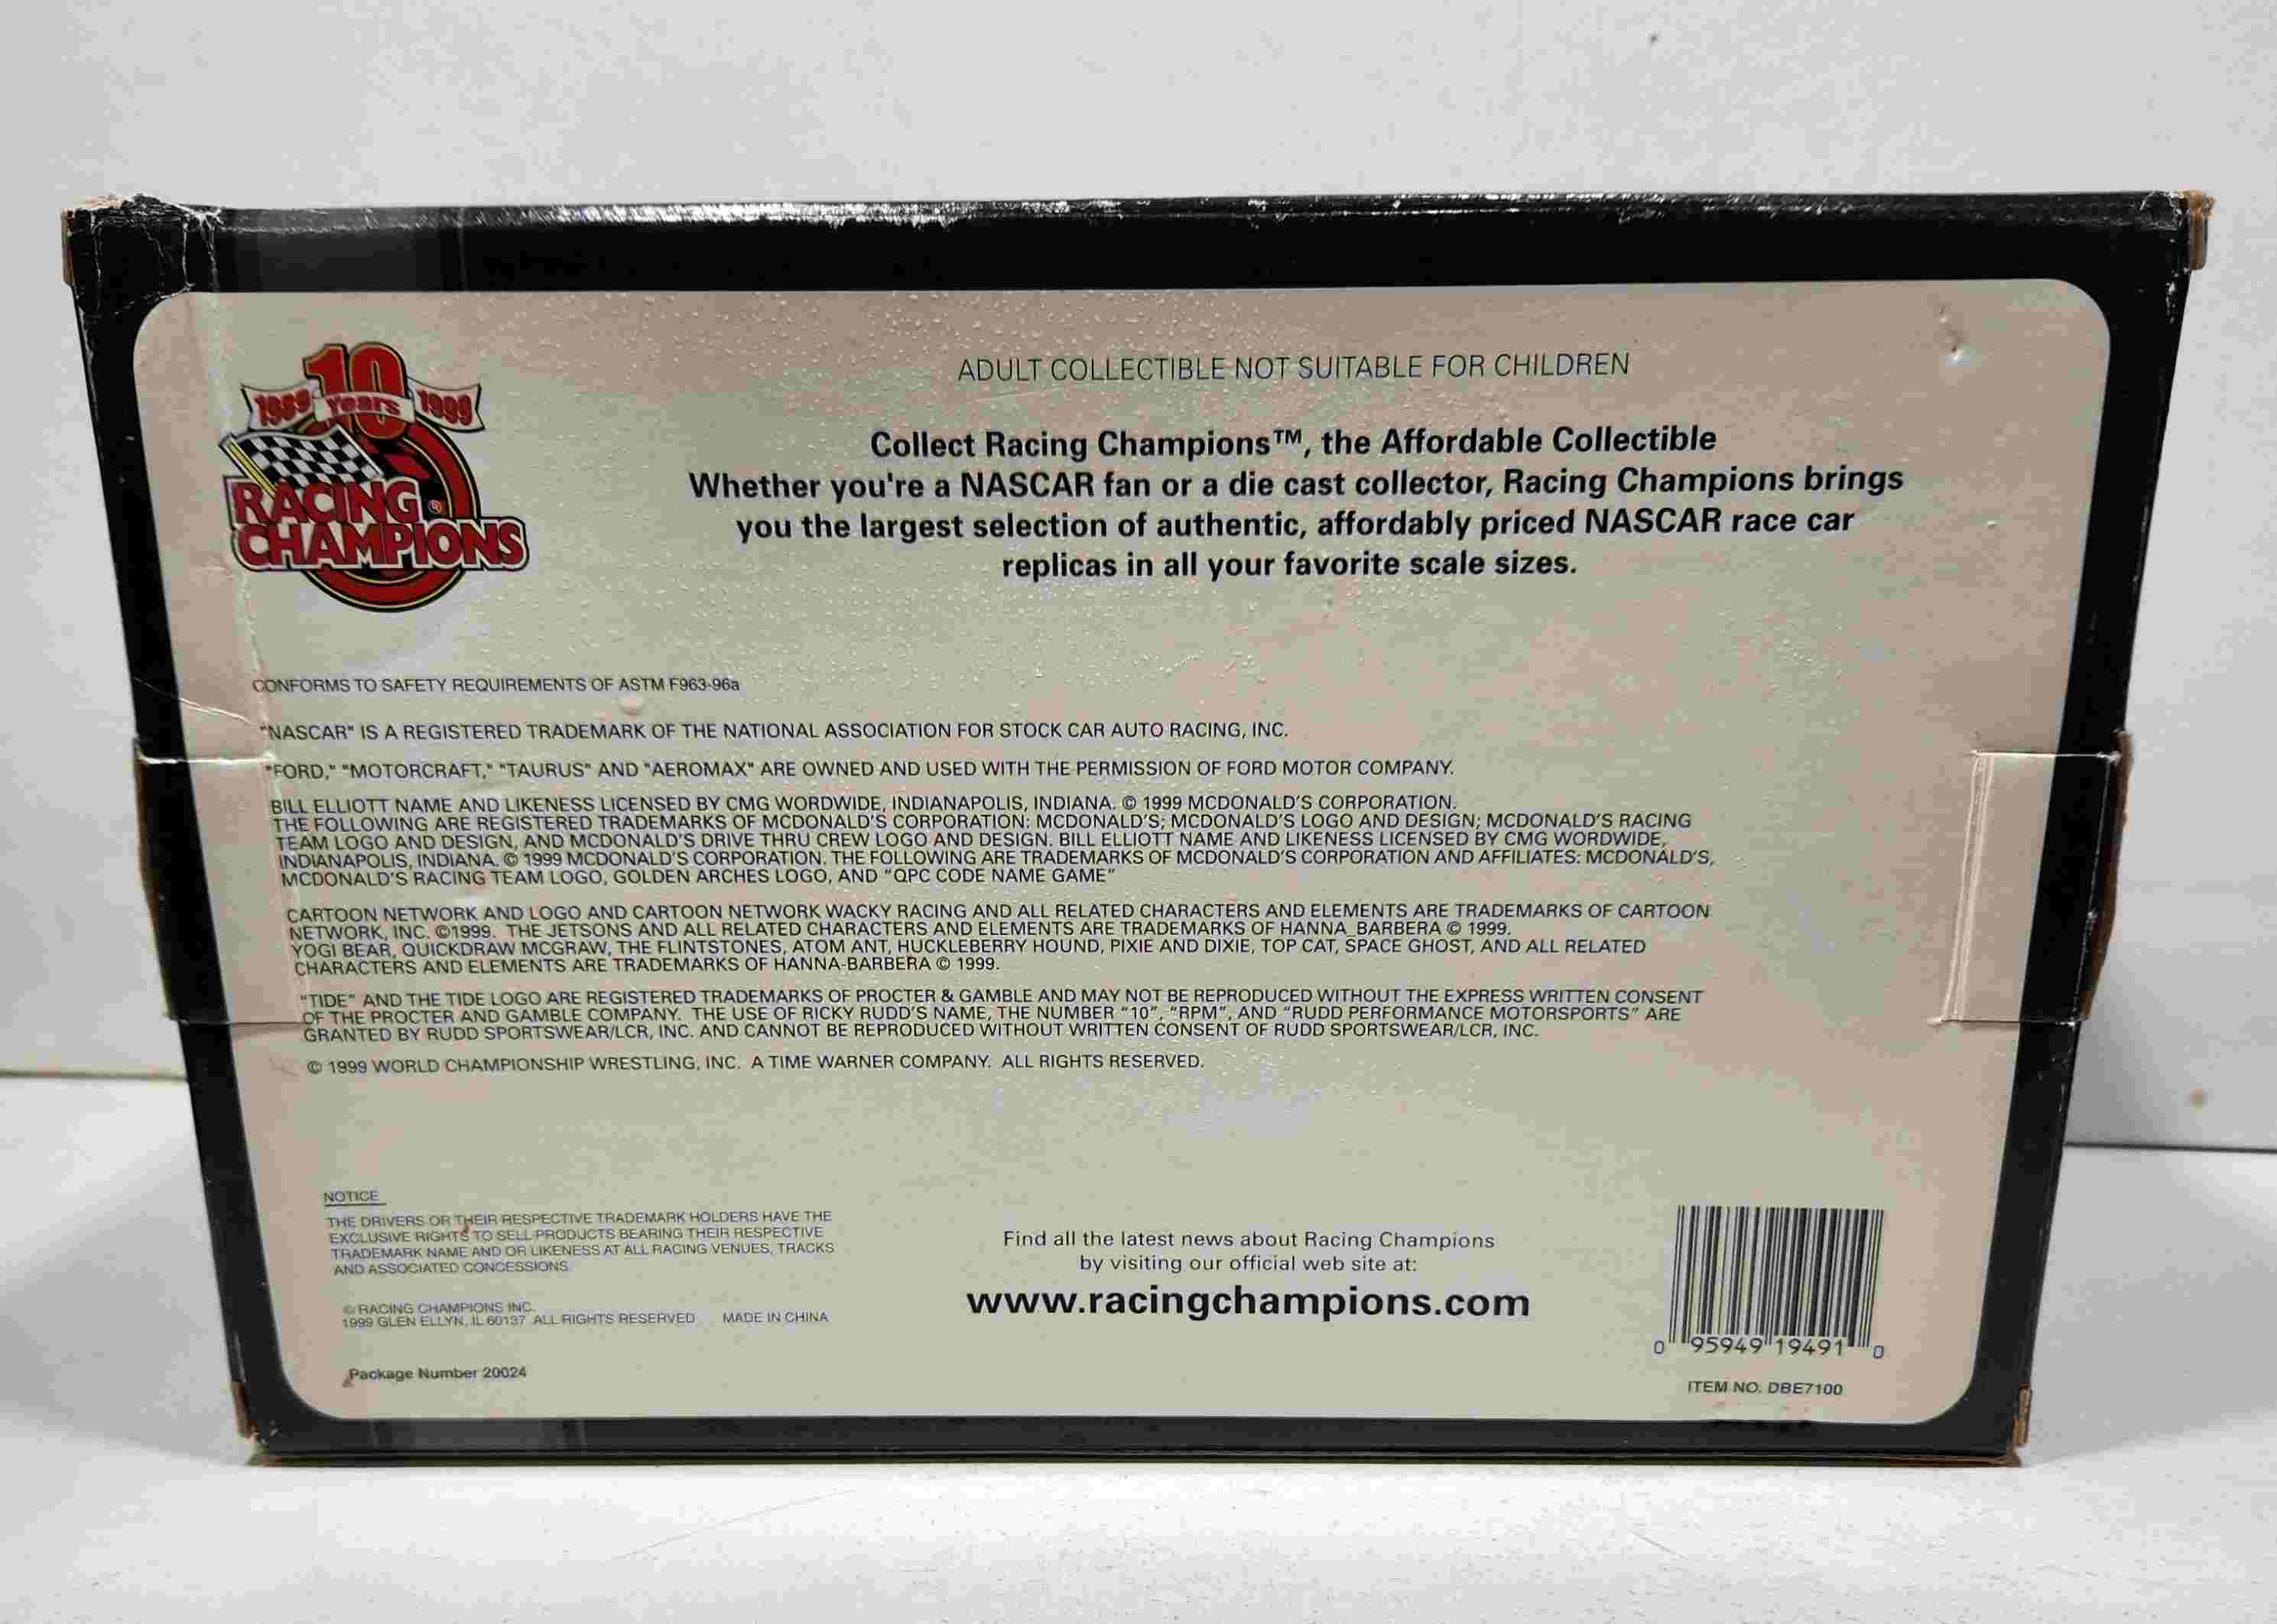 10
1989 Years 1999
RACING®
CHAMPIONS
ADULT COLLECTIBLE NOT SUITABLE FOR CHILDREN
Collect Racing Champions™, the Affordable Collectible
Whether you're a NASCAR fan or a die cast collector, Racing Champions brings
you the largest selection of authentic, affordably priced NASCAR race car
replicas in all your favorite scale sizes.
CONFORMS TO SAFETY REQUIREMENTS OF ASTM F963-96a
"NASCAR" IS A REGISTERED TRADEMARK OF THE NATIONAL ASSOCIATION FOR STOCK CAR AUTO RACING, INC.
"FORD," "MOTORCRAFT," "TAURUS" AND "AEROMAX" ARE OWNED AND USED WITH THE PERMISSION OF FORD MOTOR COMPANY.
BILL ELLIOTT NAME AND LIKENESS LICENSED BY CMG WORDWIDE, INDIANAPOLIS, INDIANA. © 1999 MCDONALD'S CORPORATION.
THE FOLLOWING ARE REGISTERED TRADEMARKS OF MCDONALD'S CORPORATION: MCDONALD'S; MCDONALD'S LOGO AND DESIGN; MCDONALD'S RACING
TEAM LOGO AND DESIGN, AND MCDONALD'S DRIVE THRU CREW LOGO AND DESIGN. BILL ELLIOTT NAME AND LIKENESS LICENSED BY CMG WORDWIDE,
INDIANAPOLIS, INDIANA. © 1999 MCDONALD'S CORPORATION. THE FOLLOWING ARE TRADEMARKS OF MCDONALD'S CORPORATION AND AFFILIATES: MCDONALD'S,
MCDONALD'S RACING TEAM LOGO, GOLDEN ARCHES LOGO, AND "QPC CODE NAME GAME"
CARTOON NETWORK AND LOGO AND CARTOON NETWORK WACKY RACING AND ALL RELATED CHARACTERS AND ELEMENTS ARE TRADEMARKS OF CARTOON
NETWORK, INC. ©1999. THE JETSONS AND ALL RELATED CHARACTERS AND ELEMENTS ARE TRADEMARKS OF HANNA_BARBERA © 1999.
YOGI BEAR, QUICKDRAW MCGRAW, THE FLINTSTONES, ATOM ANT, HUCKLEBERRY HOUND, PIXIE AND DIXIE, TOP CAT, SPACE GHOST, AND ALL RELATED
CHARACTERS AND ELEMENTS ARE TRADEMARKS OF HANNA-BARBERA © 1999.
"TIDE" AND THE TIDE LOGO ARE REGISTERED TRADEMARKS OF PROCTER & GAMBLE AND MAY NOT BE REPRODUCED WITHOUT THE EXPRESS WRITTEN CONSENT
OF THE PROCTER AND GAMBLE COMPANY. THE USE OF RICKY RUDD'S NAME, THE NUMBER "10", "RPM", AND "RUDD PERFORMANCE MOTORSPORTS" ARE
GRANTED BY RUDD SPORTSWEAR/LCR, INC. AND CANNOT BE REPRODUCED WITHOUT WRITTEN CONSENT OF RUDD SPORTSWEAR/LCR, INC.
© 1999 WORLD CHAMPIONSHIP WRESTLING, INC. A TIME WARNER COMPANY. ALL RIGHTS RESERVED.
NOTICE
THE DRIVERS OR THEIR RESPECTIVE TRADEMARK HOLDERS HAVE THE
EXCLUSIVE RIGHTS TO SELL PRODUCTS BEARING THEIR RESPECTIVE
TRADEMARK NAME AND OR LIKENESS AT ALL RACING VENUES, TRACKS
AND ASSOCIATED CONCESSIONS.
© RACING CHAMPIONS INC.
1999 GLEN ELLYN, IL 60137 ALL RIGHTS RESERVED MADE IN CHINA
Package Number 20024
Find all the latest news about Racing Champions
by visiting our official web site at:
www.racingchampions.com
0 95949 19491 0
ITEM NO. DBE7100